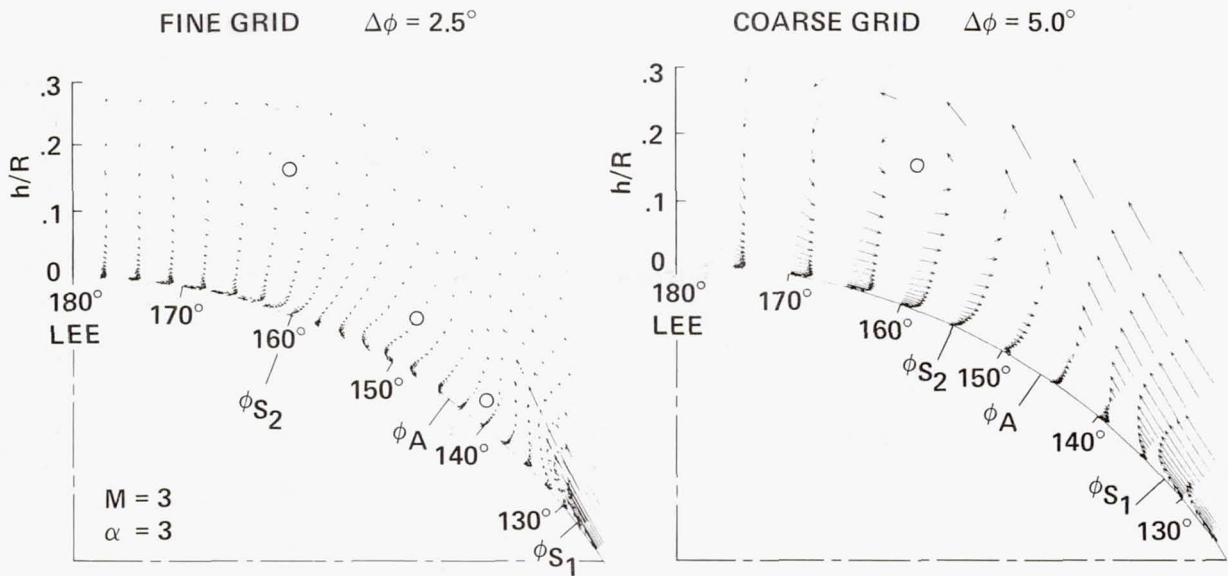 FINE GRID Δϕ = 2.5°
.3
.2
h/R
.1
0
180°
LEE
170°
160°
ϕS2
150°
ϕA
140°
130°
ϕS1
M = 3
α = 3
COARSE GRID Δϕ = 5.0°
.3
.2
h/R
.1
0
180°
LEE
170°
160°
ϕS2
150°
ϕA
140°
ϕS1
130°